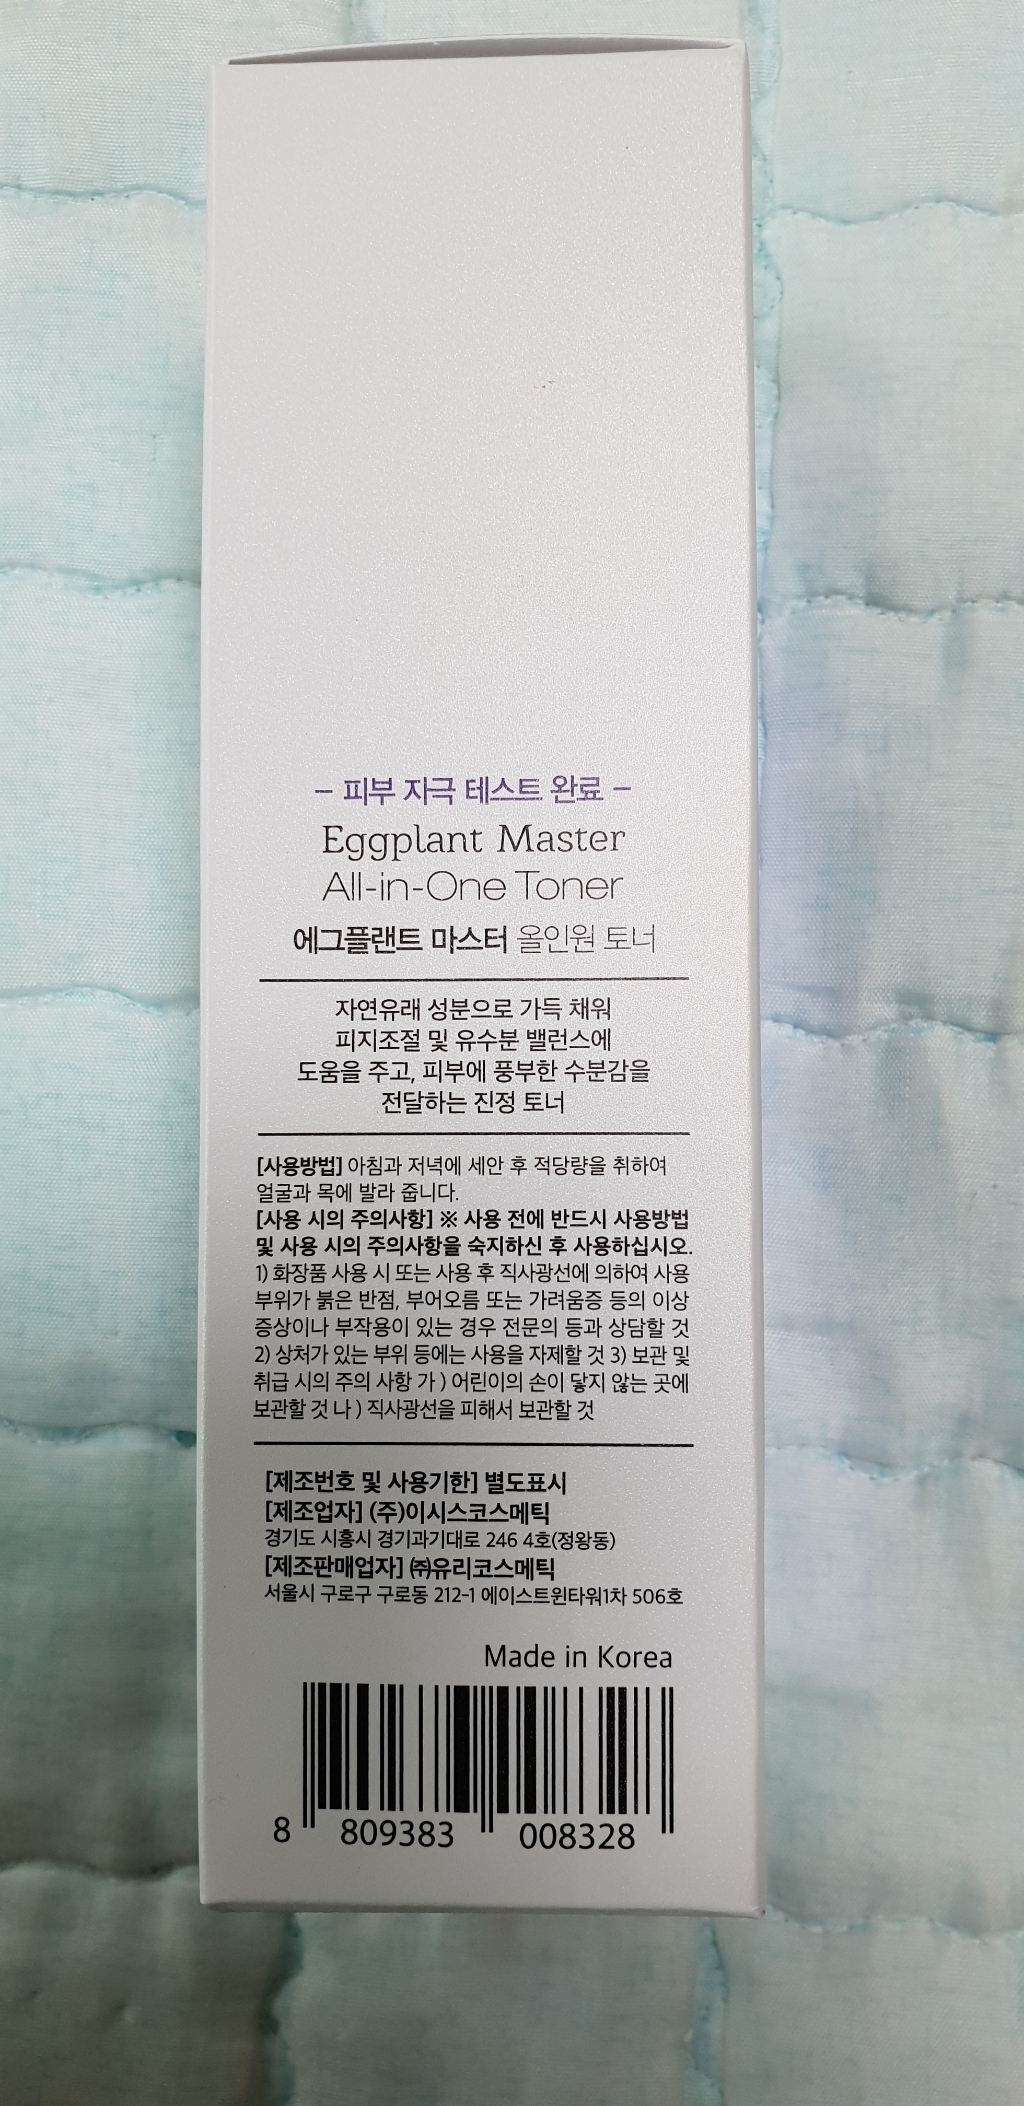 – 피부 자극 테스트 완료 –
Eggplant Master
All-in-One Toner
에그플랜트 마스터 올인원 토너
자연유래 성분으로 가득 채워
피지조절 및 유수분 밸런스에
도움을 주고, 피부에 풍부한 수분감을
전달하는 진정 토너
[사용방법] 아침과 저녁에 세안 후 적당량을 취하여
얼굴과 목에 발라 줍니다.
[사용 시의 주의사항] ※ 사용 전에 반드시 사용방법
및 사용 시의 주의사항을 숙지하신 후 사용하십시오.
1) 화장품 사용 시 또는 사용 후 직사광선에 의하여 사용
부위가 붉은 반점, 부어오름 또는 가려움증 등의 이상
증상이나 부작용이 있는 경우 전문의 등과 상담할 것
2) 상처가 있는 부위 등에는 사용을 자제할 것 3) 보관 및
취급 시의 주의 사항 가 ) 어린이의 손이 닿지 않는 곳에
보관할 것 나 ) 직사광선을 피해서 보관할 것
[제조번호 및 사용기한] 별도표시
[제조업자] (주)이시스코스메틱
경기도 시흥시 경기과기대로 246 4호(정왕동)
[제조판매업자] ㈜유리코스메틱
서울시 구로구 구로동 212-1 에이스트윈타워1차 506호
Made in Korea
8 809383 008328